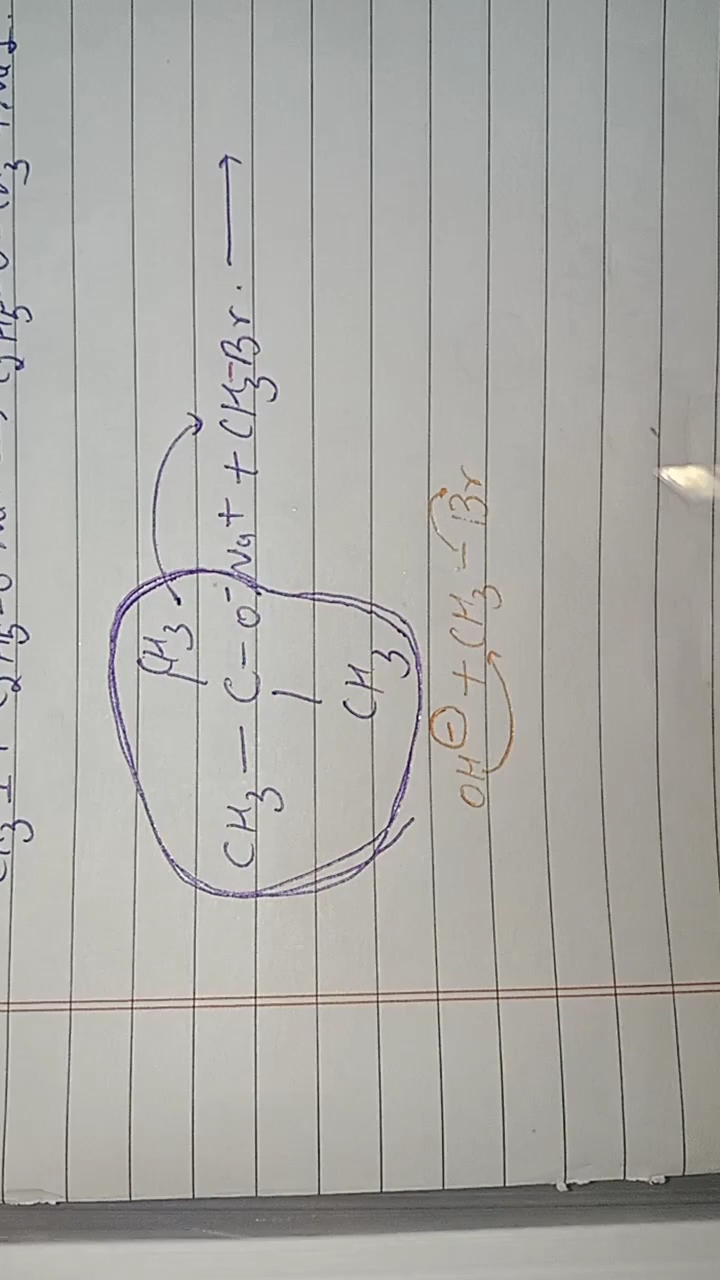 CH3
CH3 — C – O⁻Na+ + CH3–Br. ⟶
|
CH3
OH⊖ + CH3 – Br